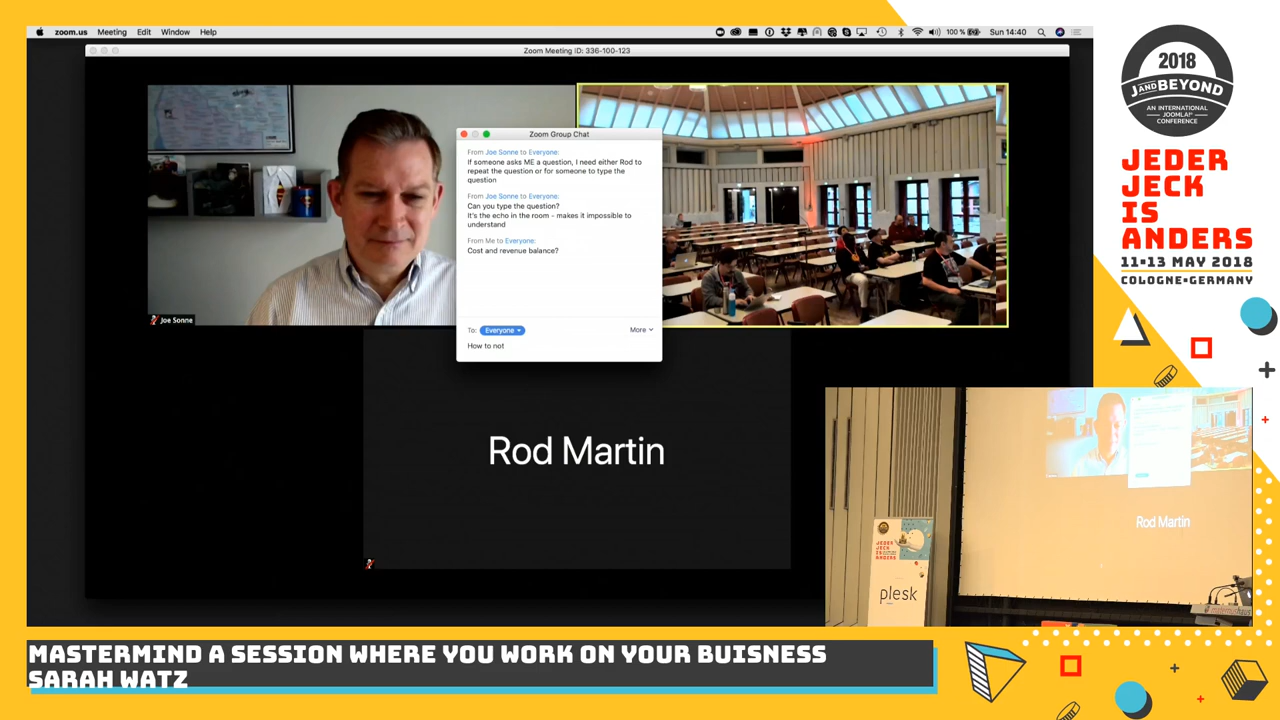 zoom.us Meeting Edit Window Help
100 % Sun 14:40
Zoom Meeting ID: 336-100-123
Zoom Group Chat
From Joe Sonne to Everyone:
If someone asks ME a question, I need either Rod to
repeat the question or for someone to type the
question
From Joe Sonne to Everyone:
Can you type the question?
It's the echo in the room - makes it impossible to
understand
From Me to Everyone:
Cost and revenue balance?
To: Everyone
More
How to not
Joe Sonne
Rod Martin
2018
J AND BEYOND
AN INTERNATIONAL
JOOMLA!®
CONFERENCE
JEDER
JECK
IS
ANDERS
11•13 MAY 2018
COLOGNE•GERMANY
Rod Martin
JEDER
JECK
IS
ANDERS
plesk
maternushaus
MASTERMIND A SESSION WHERE YOU WORK ON YOUR BUISNESS
SARAH WATZ